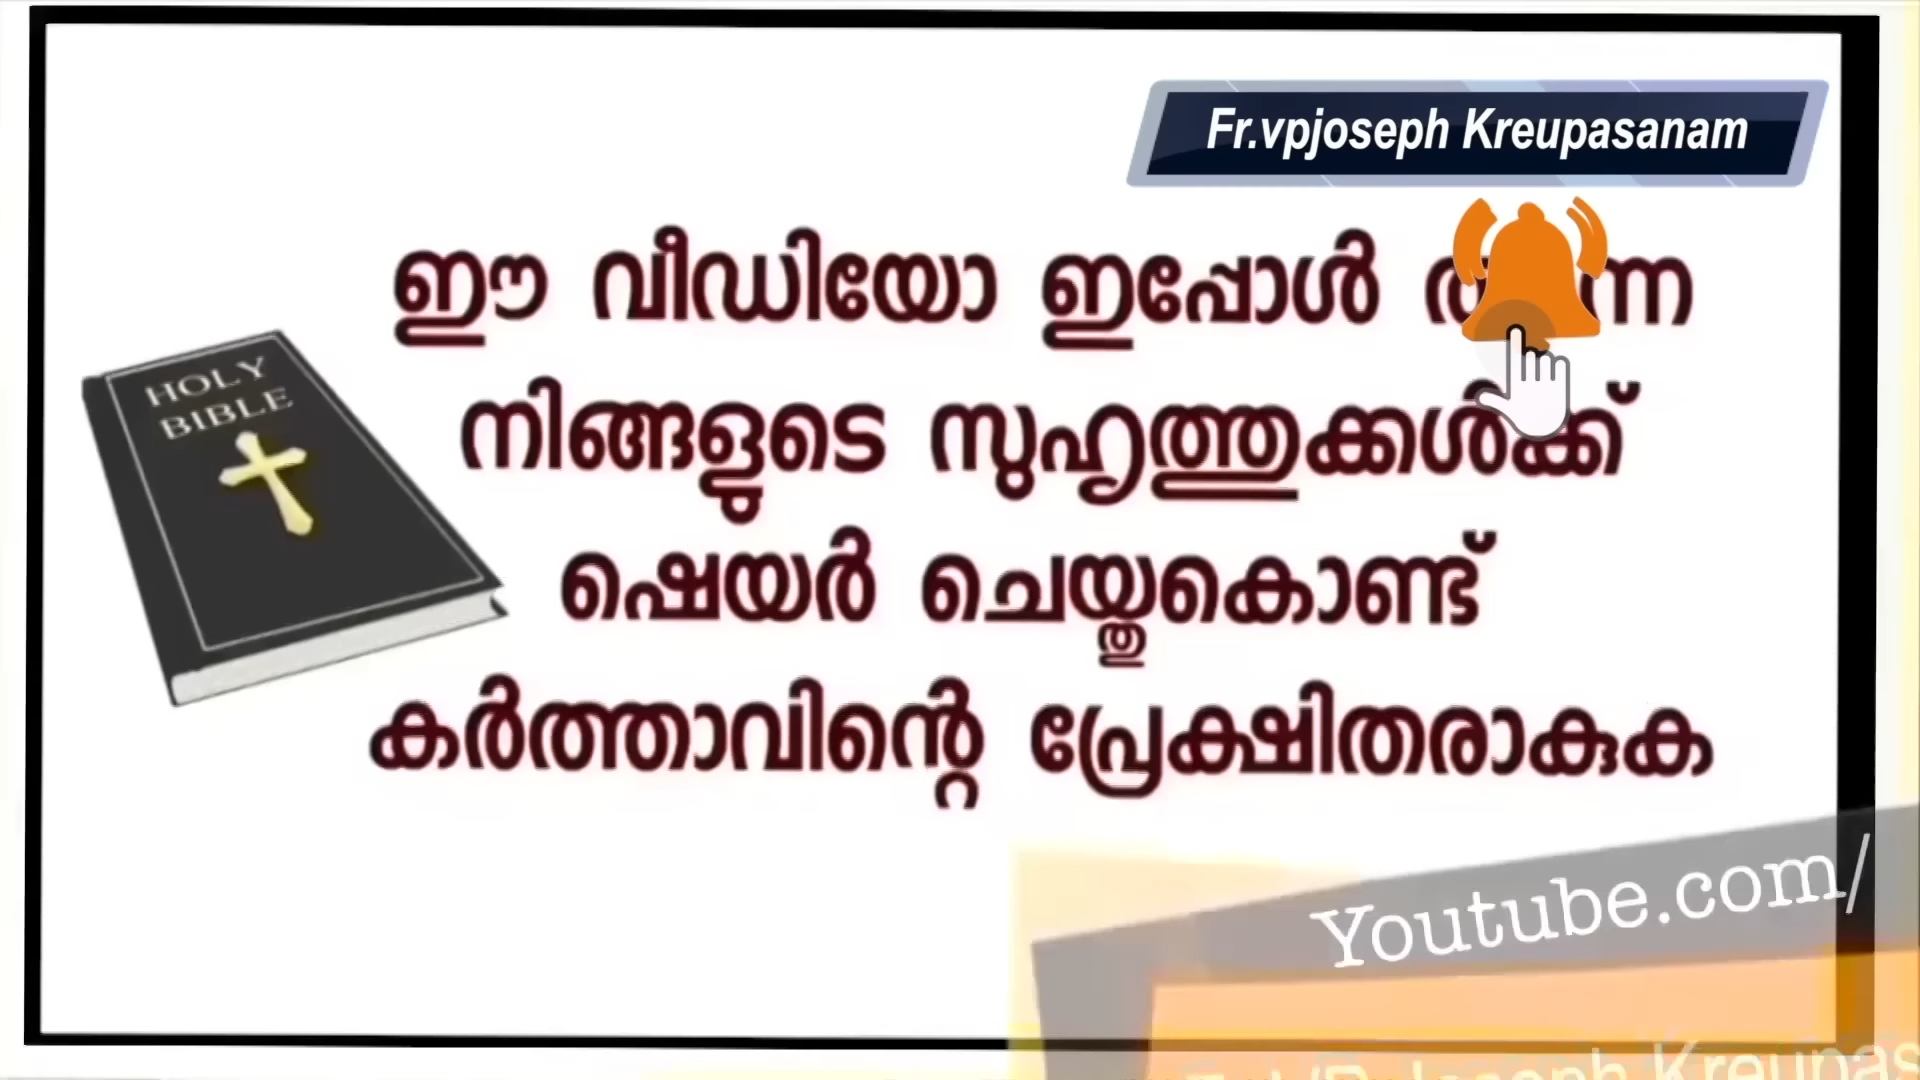 Fr.vpjoseph Kreupasanam
ഈ വീഡിയോ ഇപ്പോൾ
നിങ്ങളുടെ സുഹൃത്തുക്കൾക്ക്
ഷെയർ ചെയ്തുകൊണ്ട്
കർത്താവിന്റെ പ്രേക്ഷിതരാകുക
HOLY
BIBLE
Youtube.com/